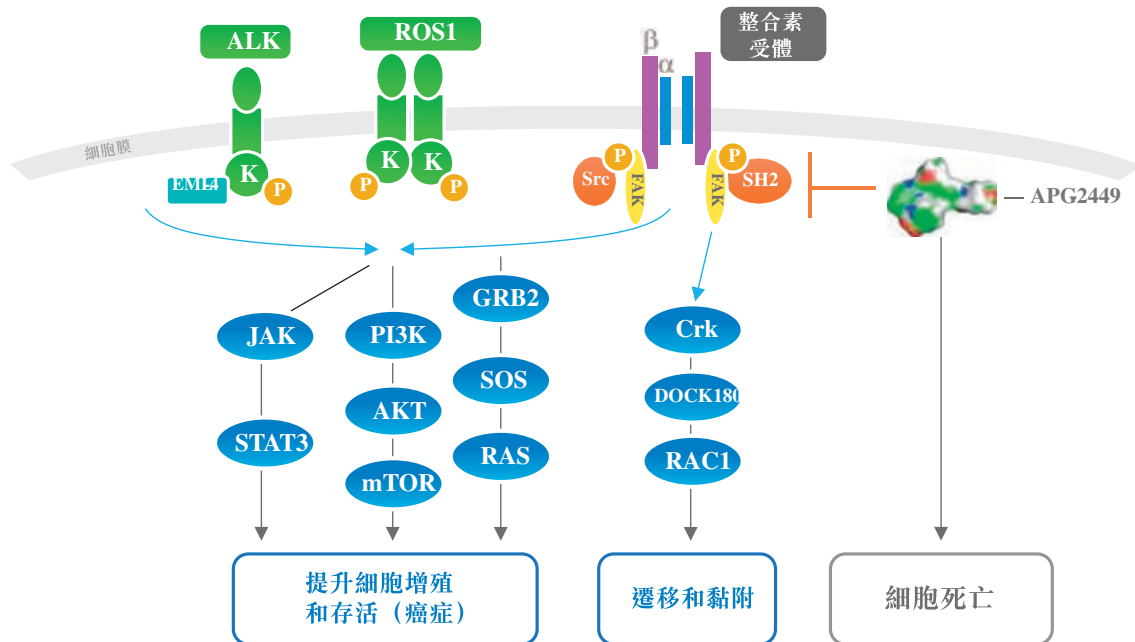 ALK
ROS1
整合素
受體
β
α
細胞膜
K
K
K
EML4
P
P
P
Src
P
FAK
P
FAK
SH2
APG2449
GRB2
JAK
PI3K
Crk
SOS
AKT
DOCK180
STAT3
RAS
RAC1
mTOR
提升細胞增殖
和存活（癌症）
遷移和黏附
細胞死亡